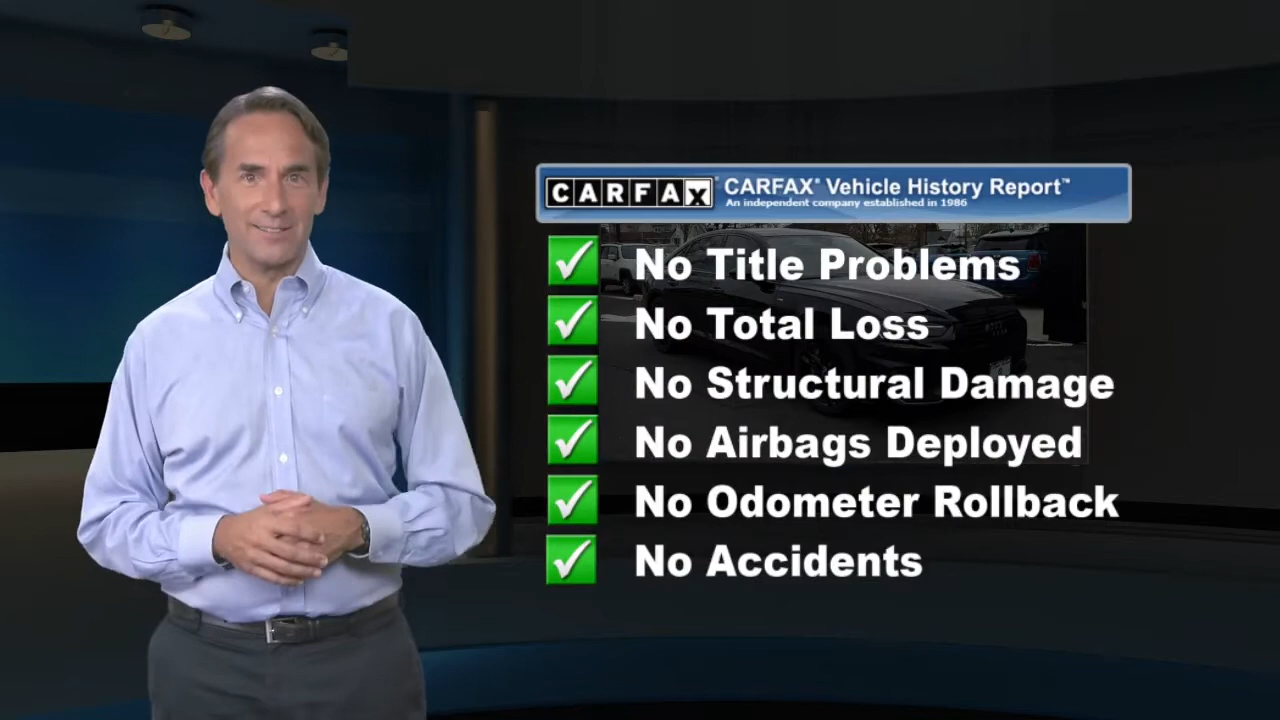 CARFAX
CARFAX® Vehicle History Report™
An independent company established in 1986
No Title Problems
No Total Loss
No Structural Damage
No Airbags Deployed
No Odometer Rollback
No Accidents